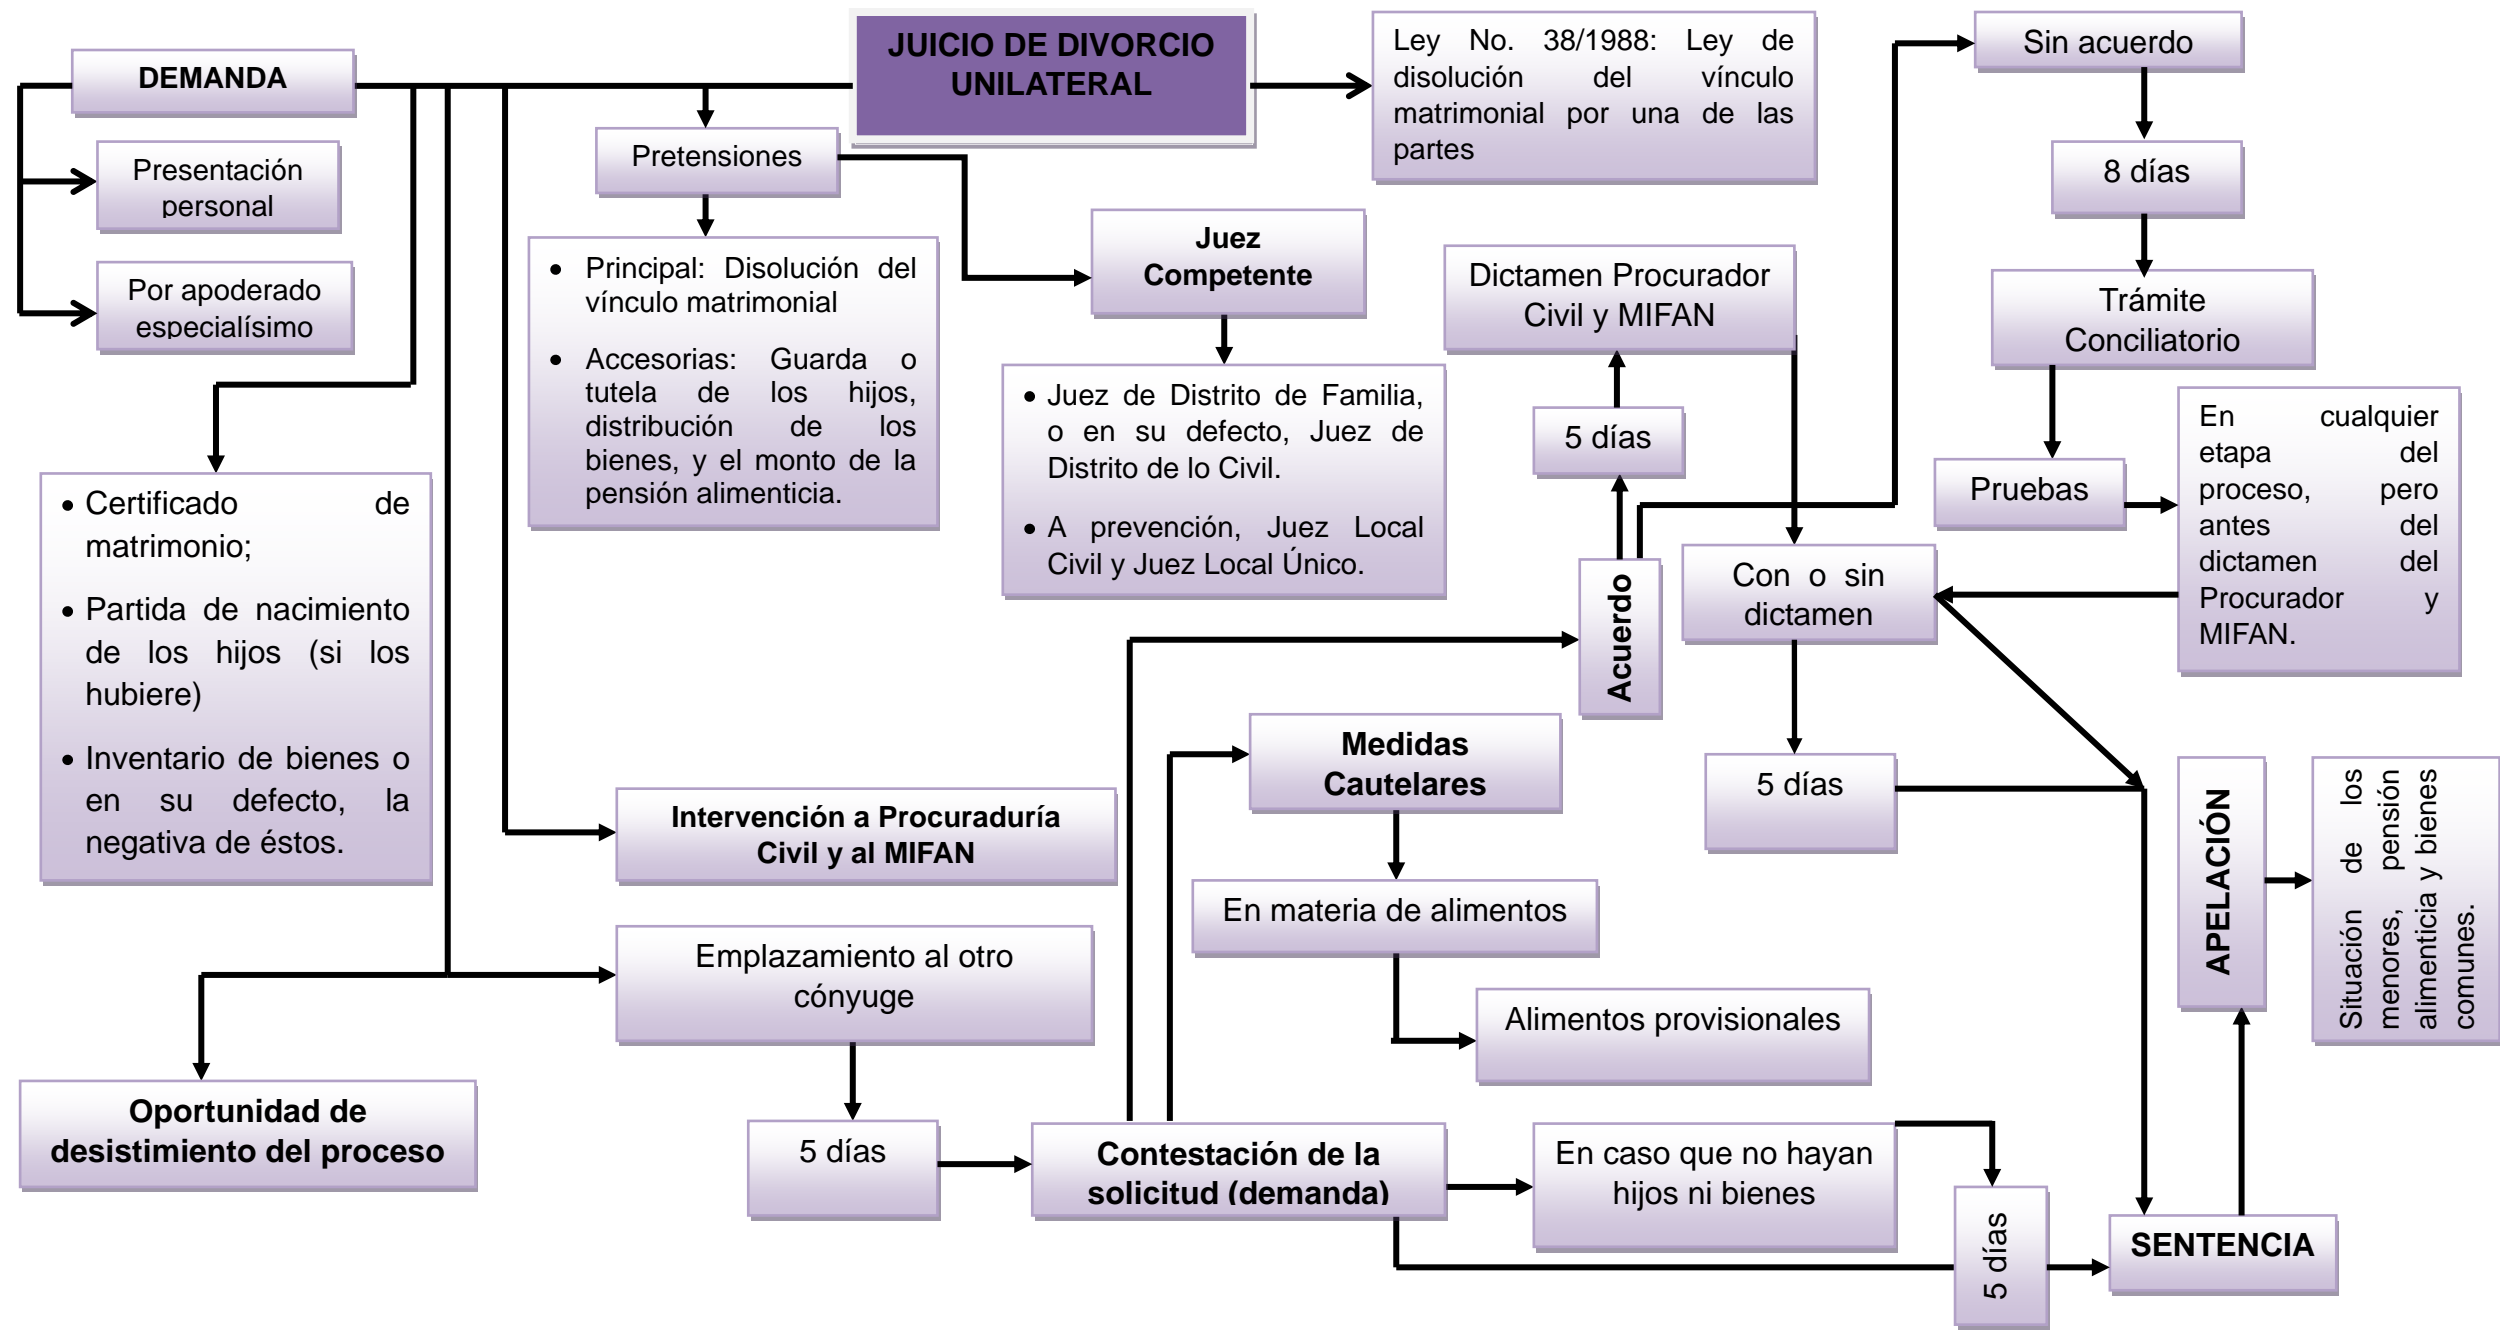 JUICIO DE DIVORCIO
UNILATERAL
Ley No. 38/1988: Ley de
disolución del vínculo
matrimonial por una de las
partes
DEMANDA
Presentación
personal
Por apoderado
especialísimo
Certificado de
matrimonio;
Partida de nacimiento
de los hijos (si los
hubiere)
Inventario de bienes o
en su defecto, la
negativa de éstos.
Pretensiones
Principal: Disolución del
vínculo matrimonial
Accesorias: Guarda o
tutela de los hijos,
distribución de los
bienes, y el monto de la
pensión alimenticia.
Juez
Competente
Juez de Distrito de Familia,
o en su defecto, Juez de
Distrito de lo Civil.
A prevención, Juez Local
Civil y Juez Local Único.
Intervención a Procuraduría
Civil y al MIFAN
Emplazamiento al otro
cónyuge
Oportunidad de
desistimiento del proceso
5 días
Contestación de la
solicitud (demanda)
Medidas
Cautelares
En materia de alimentos
Alimentos provisionales
Acuerdo
5 días
Dictamen Procurador
Civil y MIFAN
Con o sin
dictamen
5 días
Sin acuerdo
8 días
Trámite
Conciliatorio
Pruebas
En cualquier
etapa del
proceso, pero
antes del
dictamen del
Procurador y
MIFAN.
En caso que no hayan
hijos ni bienes
5 días
SENTENCIA
APELACIÓN
Situación de los
menores, pensión
alimenticia y bienes
comunes.